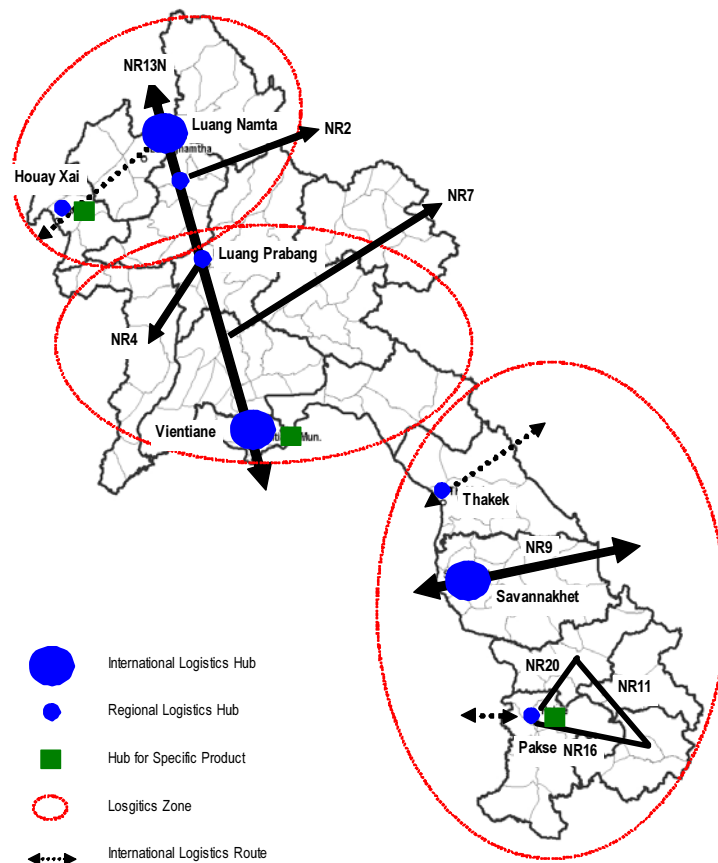 NR13N
Luang Namta
NR2
Houay Xai
NR7
Luang Prabang
NR4
Vientiane
Mun.
Thakek
NR9
Savannakhet
NR20
NR11
Pakse
NR16
International Logistics Hub
Regional Logistics Hub
Hub for Specific Product
Losgitics Zone
International Logistics Route